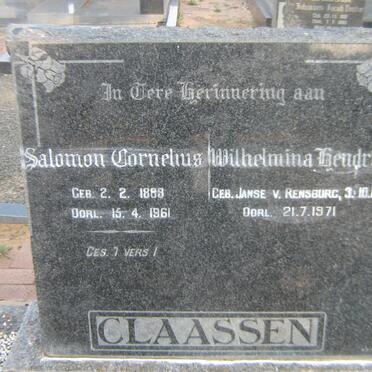 In Tere Herinnering aan
Salomon Cornelius Wilhelmina Hendr
Geb. 2. 2. 1888 Geb. Janse v. Rensburg, 3.10.
Oorl. 15. 4. 1961 Oorl. 21.7.1971
Ges. 7 vers 1
CLAASSEN